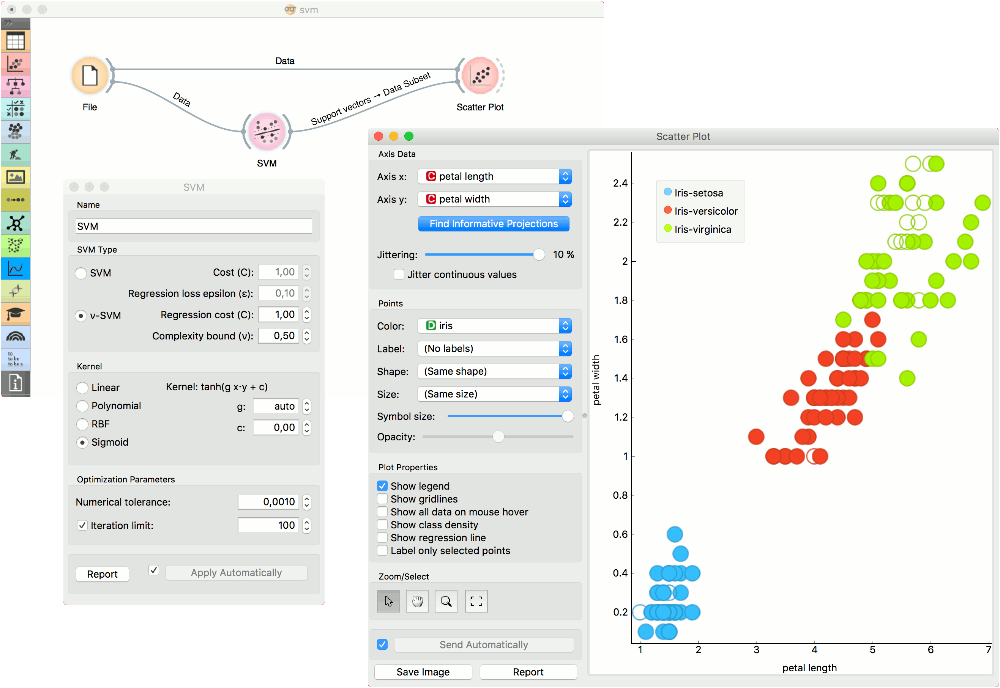 svm
Data
Data
Support vectors → Data Subset
File
Scatter Plot
SVM
to
to be
to be a
SVM
Name
SVM
SVM Type
SVM
Cost (C):
1,00
Regression loss epsilon (ε):
0,10
ν-SVM
Regression cost (C):
1,00
Complexity bound (ν):
0,50
Kernel
Linear
Kernel: tanh(g x·y + c)
Polynomial
g:
auto
RBF
c:
0,00
Sigmoid
Optimization Parameters
Numerical tolerance:
0,0010
Iteration limit:
100
Report
Apply Automatically
Scatter Plot
Axis Data
Axis x:
C petal length
Axis y:
C petal width
Find Informative Projections
Jittering:
10 %
Jitter continuous values
Points
Color:
D iris
Label:
(No labels)
Shape:
(Same shape)
Size:
(Same size)
Symbol size:
Opacity:
Plot Properties
Show legend
Show gridlines
Show all data on mouse hover
Show class density
Show regression line
Label only selected points
Zoom/Select
Send Automatically
Save Image
Report
Iris-setosa
Iris-versicolor
Iris-virginica
petal width
2.4
2.2
2
1.8
1.6
1.4
1.2
1
0.8
0.6
0.4
0.2
1 2 3 4 5 6 7
petal length